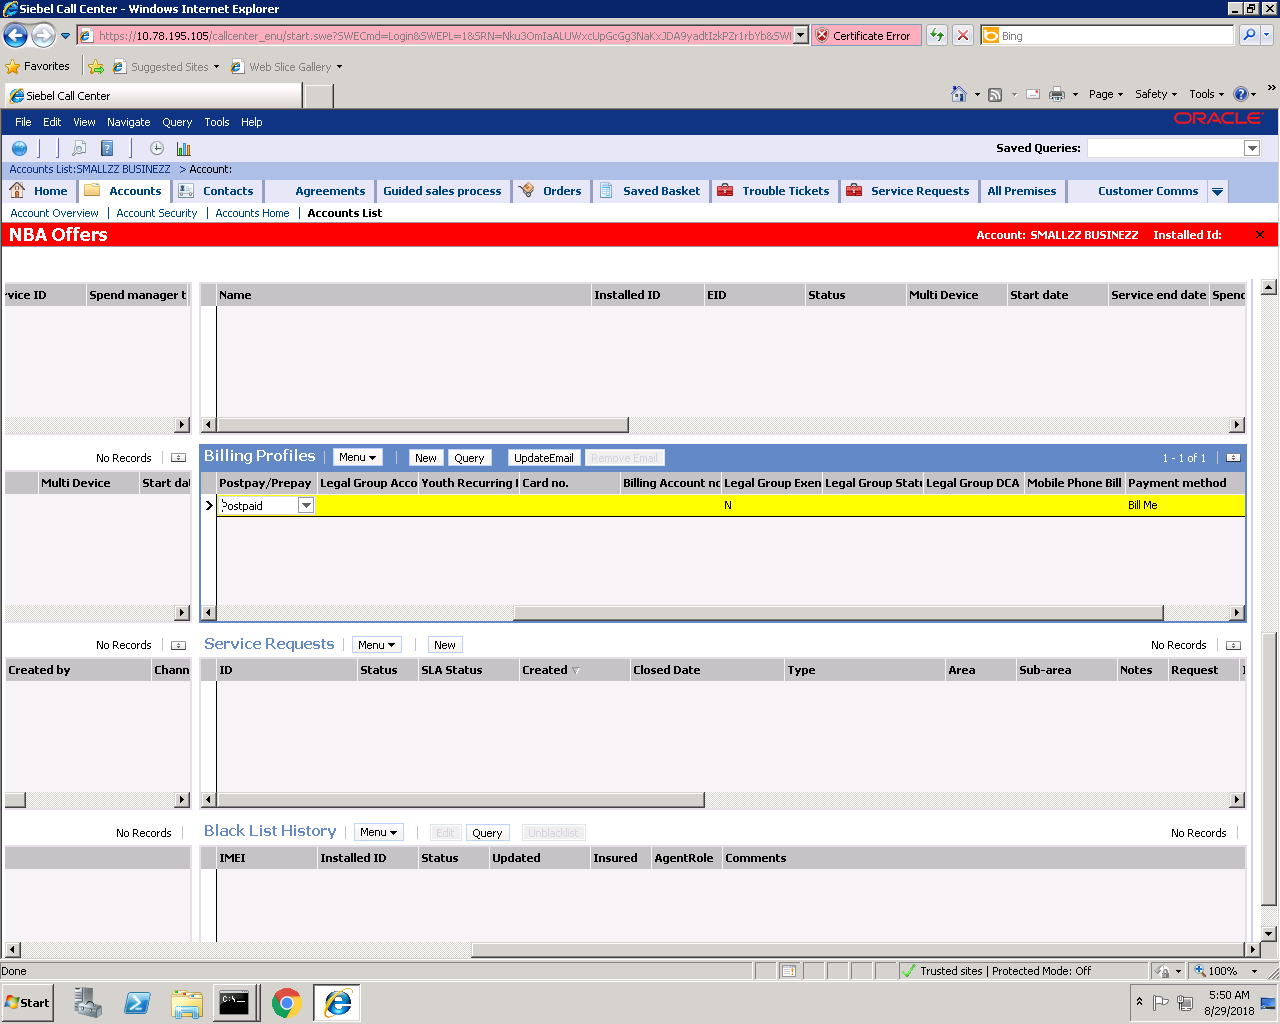 Siebel Call Center - Windows Internet Explorer
https://10.78.195.105/callcenter_enu/start.swe?SWECmd=Login&SWEPL=1&SRN= Certificate Error Bing
Favorites Suggested Sites Web Slice Gallery
Siebel Call Center Page Safety Tools
File Edit View Navigate Query Tools Help ORACLE
Saved Queries:
Accounts List:SMALLZZ BUSINEZZ > Account:
Home Accounts Contacts Agreements Guided sales process Orders Saved Basket Trouble Tickets Service Requests All Premises Customer Comms
Account Overview | Account Security | Accounts Home | Accounts List
NBA Offers Account: SMALLZZ BUSINEZZ Installed Id:
rvice ID Spend manager t Name Installed ID EID Status Multi Device Start date Service end date Spend
No Records Billing Profiles Menu New Query UpdateEmail Remove Email 1 - 1 of 1
Multi Device Start dat Postpay/Prepay Legal Group Acco Youth Recurring Card no. Billing Account no Legal Group Exen Legal Group Statu Legal Group DCA Mobile Phone Bill Payment method
Postpaid N Bill Me
No Records Service Requests Menu New No Records
Created by Chann ID Status SLA Status Created Closed Date Type Area Sub-area Notes Request
No Records Black List History Menu Edit Query Unblacklist No Records
IMEI Installed ID Status Updated Insured AgentRole Comments
Done Trusted sites | Protected Mode: Off 100%
Start C:\ 5:50 AM
8/29/2018